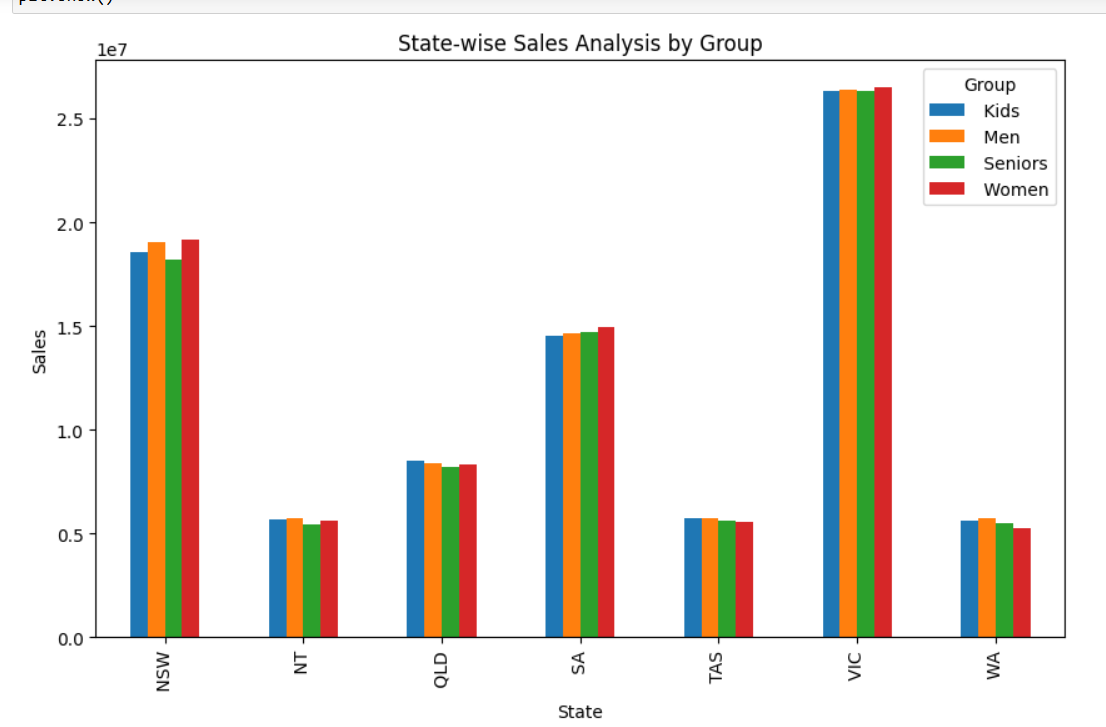 State-wise Sales Analysis by Group
1e7
Group
Kids
Men
Seniors
Women
2.5
2.0
1.5
1.0
0.5
0.0
Sales
NSW
NT
QLD
SA
TAS
VIC
WA
State